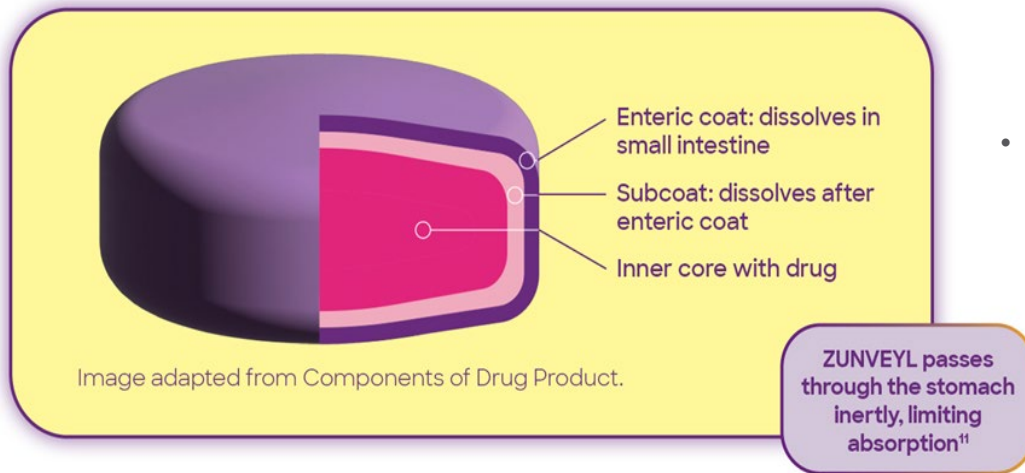 Enteric coat: dissolves in
small intestine
Subcoat: dissolves after
enteric coat
Inner core with drug
Image adapted from Components of Drug Product.
ZUNVEYL passes
through the stomach
inertly, limiting
absorption¹¹